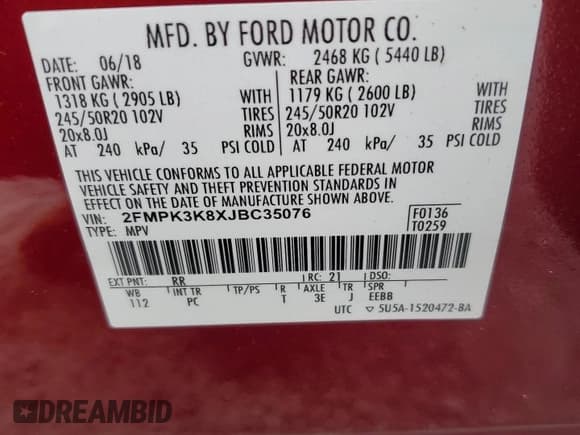 MFD. BY FORD MOTOR CO.
DATE: 06/18 GVWR: 2468 KG ( 5440 LB)
FRONT GAWR: REAR GAWR:
1318 KG ( 2905 LB) WITH 1179 KG ( 2600 LB) WITH
245/50R20 102V TIRES 245/50R20 102V TIRES
20x8.0J RIMS 20x8.0J RIMS
AT 240 kPa/ 35 PSI COLD AT 240 kPa/ 35 PSI COLD
THIS VEHICLE CONFORMS TO ALL APPLICABLE FEDERAL MOTOR
VEHICLE SAFETY AND THEFT PREVENTION STANDARDS IN
EFFECT ON THE DATE OF MANUFACTURE SHOWN ABOVE.
VIN: 2FMPK3K8XJBC35076 F0136
TYPE: MPV T0259
EXT PNT: RR RC: 21 DSO:
WB INT TR TP/PS R AXLE TR SPR
112 PC T 3E J EEBB
UTC ▽ 5U5A-1520472-BA
DREAMBID